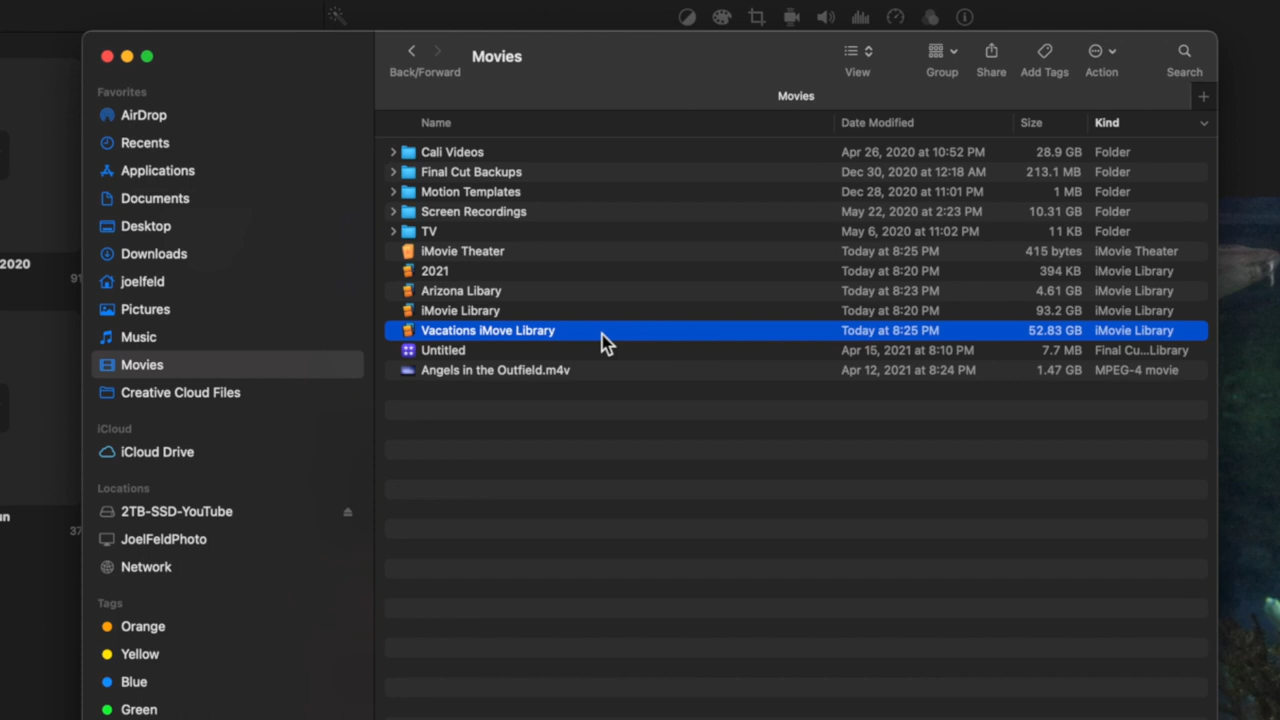 Movies
Back/Forward
View
Group
Share
Add Tags
Action
Search
Movies
Favorites
AirDrop
Recents
Applications
Documents
Desktop
Downloads
joelfeld
Pictures
Music
Movies
Creative Cloud Files
iCloud
iCloud Drive
Locations
2TB-SSD-YouTube
JoelFeldPhoto
Network
Tags
Orange
Yellow
Blue
Green
Name Date Modified Size Kind
Cali Videos Apr 26, 2020 at 10:52 PM 28.9 GB Folder
Final Cut Backups Dec 30, 2020 at 12:18 AM 213.1 MB Folder
Motion Templates Dec 28, 2020 at 11:01 PM 1 MB Folder
Screen Recordings May 22, 2020 at 2:23 PM 10.31 GB Folder
TV May 6, 2020 at 11:02 PM 11 KB Folder
iMovie Theater Today at 8:25 PM 415 bytes iMovie Theater
2021 Today at 8:20 PM 394 KB iMovie Library
Arizona Libary Today at 8:23 PM 4.61 GB iMovie Library
iMovie Library Today at 8:20 PM 93.2 GB iMovie Library
Vacations iMove Library Today at 8:25 PM 52.83 GB iMovie Library
Untitled Apr 15, 2021 at 8:10 PM 7.7 MB Final Cu...Library
Angels in the Outfield.m4v Apr 12, 2021 at 8:24 PM 1.47 GB MPEG-4 movie
2020
91
un
37